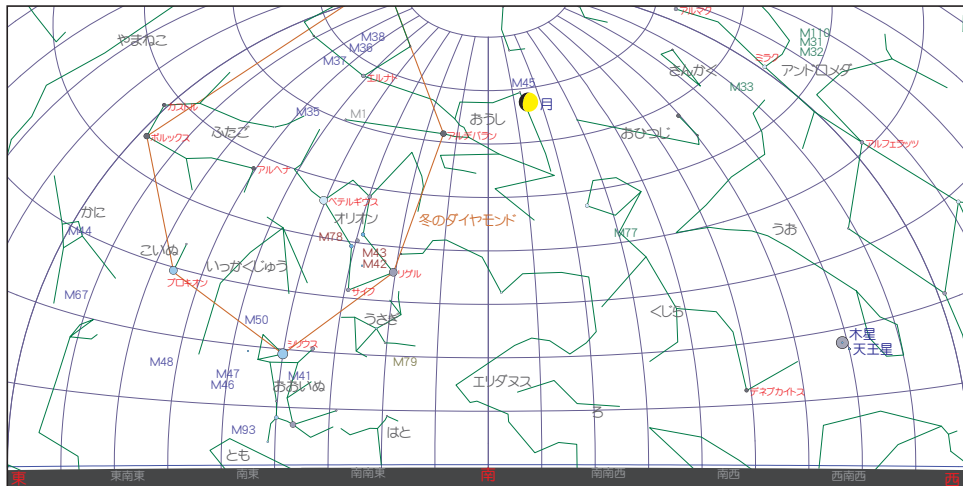 アルマク
やまねこ
M38
M36
M37
M110
M31
M32
ミラク
アンドロメダ
さんかく
M33
エルナト
M45
月
カストル
M35
M1
おうし
ふたご
ポルックス
アルデバラン
おひつじ
アルフェラッツ
アルヘナ
ベテルギウス
オリオン
冬のダイヤモンド
かに
M44
M78
M43
M42
M77
うお
こいぬ
いっかくじゅう
プロキオン
リゲル
サイフ
M67
M50
うさぎ
くじら
木星
天王星
シリウス
M48
M47
M46
M41
おおいぬ
M79
エリダヌス
デネブカイトス
ろ
M93
はと
とも
東
東南東
南東
南南東
南
南南西
南西
西南西
西